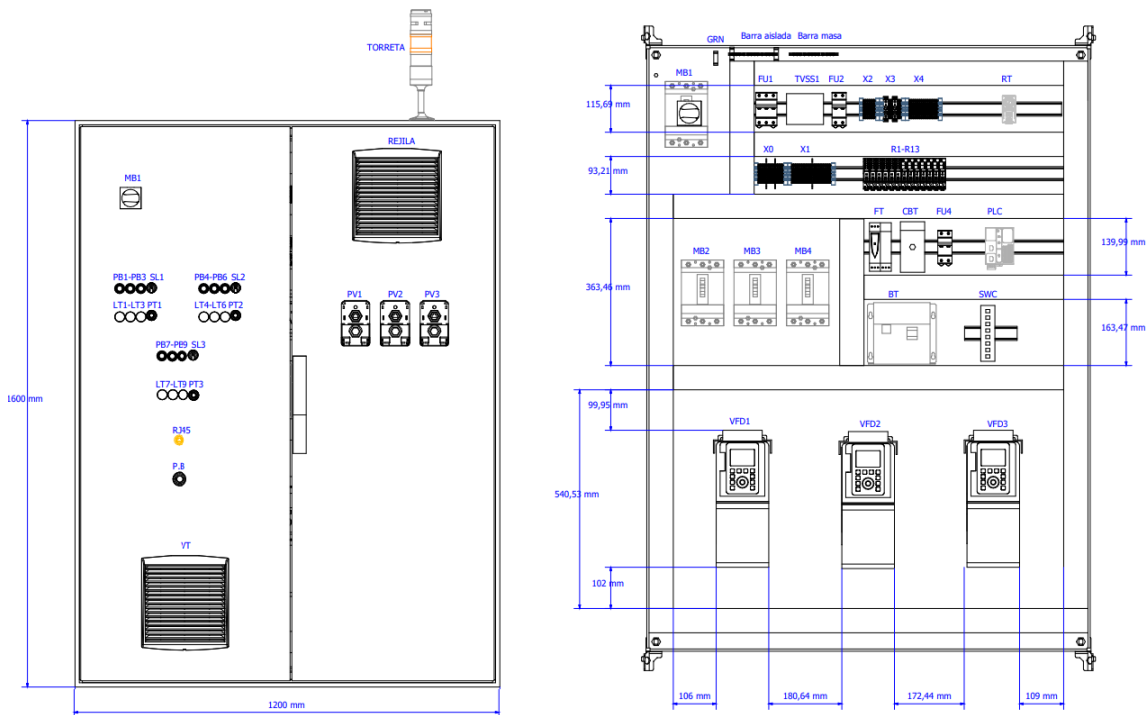 TORRETA
REJILA
MB1
PB1-PB3 SL1
PB4-PB6 SL2
LT1-LT3 PT1
LT4-LT6 PT2
PV1 PV2 PV3
PB7-PB9 SL3
LT7-LT9 PT3
RJ45
P.B
VT
1600 mm
1200 mm
GRN
Barra aislada
Barra masa
MB1
FU1 TVSS1 FU2 X2 X3 X4 RT
115,69 mm
X0 X1 R1-R13
93,21 mm
FT CBT FU4 PLC
139,99 mm
MB2 MB3 MB4
363,46 mm
BT SWC
163,47 mm
99,95 mm
VFD1 VFD2 VFD3
540,53 mm
102 mm
106 mm 180,64 mm 172,44 mm 109 mm